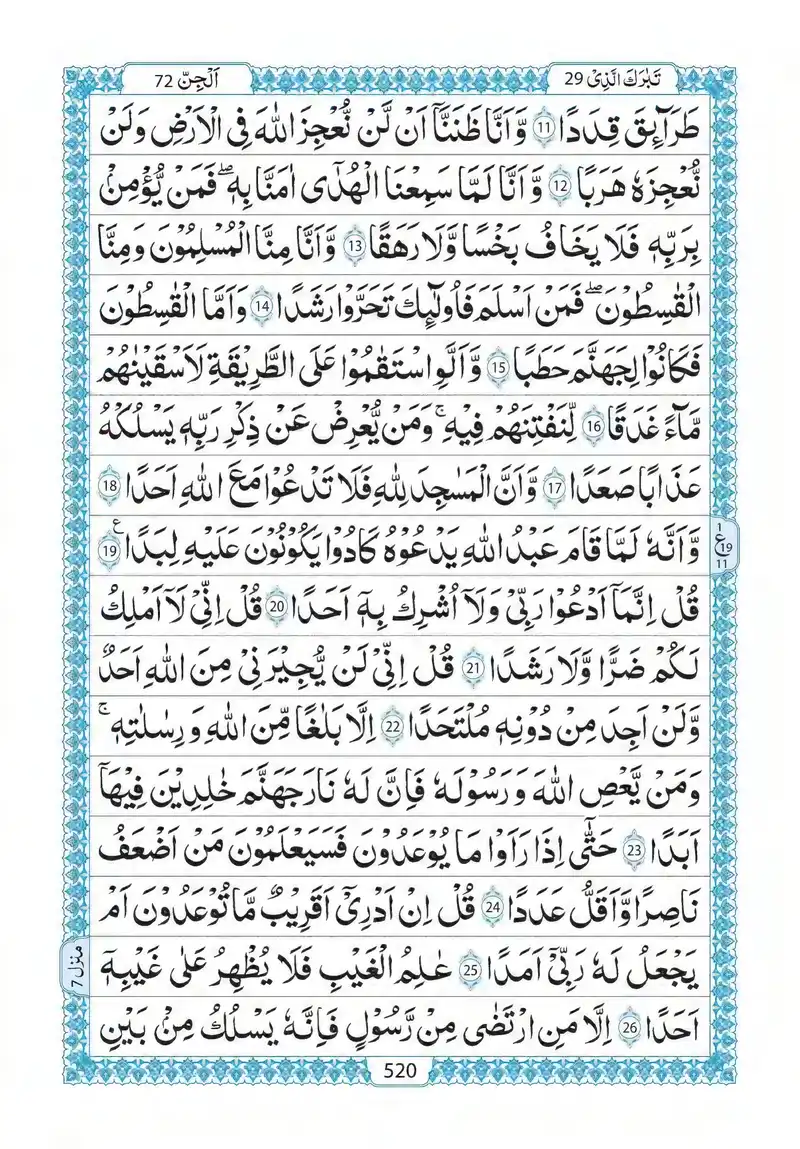 تَبٰرَكَ الَّذِیْ 29
اَلْجِنّ 72
طَرَآئِقَ قِدَدًا 11 وَّ اَنَّا ظَنَنَّاۤ اَنْ لَّنْ نُّعْجِزَ اللّٰهَ فِی الْاَرْضِ وَ لَنْ
نُّعْجِزَهٗ هَرَبًا 12 وَّ اَنَّا لَمَّا سَمِعْنَا الْهُدٰۤی اٰمَنَّا بِهٖ ؕ فَمَنْ یُّؤْمِنْۢ
بِرَبِّهٖ فَلَا یَخَافُ بَخْسًا وَّ لَا رَهَقًا 13 وَّ اَنَّا مِنَّا الْمُسْلِمُوْنَ وَ مِنَّا
الْقٰسِطُوْنَ ؕ فَمَنْ اَسْلَمَ فَاُولٰٓئِكَ تَحَرَّوْا رَشَدًا 14 وَ اَمَّا الْقٰسِطُوْنَ
فَكَانُوْا لِجَهَنَّمَ حَطَبًا 15 وَّ اَنْ لَّوِ اسْتَقٰمُوْا عَلَی الطَّرِیْقَةِ لَاَسْقَیْنٰهُمْ
مَّآءً غَدَقًا 16 لِّنَفْتِنَهُمْ فِیْهِ ؕ وَ مَنْ یُّعْرِضْ عَنْ ذِكْرِ رَبِّهٖ یَسْلُكْهُ
عَذَابًا صَعَدًا 17 وَّ اَنَّ الْمَسٰجِدَ لِلّٰهِ فَلَا تَدْعُوْا مَعَ اللّٰهِ اَحَدًا 18
وَّ اَنَّهٗ لَمَّا قَامَ عَبْدُ اللّٰهِ یَدْعُوْهُ كَادُوْا یَكُوْنُوْنَ عَلَیْهِ لِبَدًا 19 ع
1
ع 19
11
قُلْ اِنَّمَاۤ اَدْعُوْا رَبِّیْ وَ لَاۤ اُشْرِكُ بِهٖۤ اَحَدًا 20 قُلْ اِنِّیْ لَاۤ اَمْلِكُ
لَكُمْ ضَرًّا وَّ لَا رَشَدًا 21 قُلْ اِنِّیْ لَنْ یُّجِیْرَنِیْ مِنَ اللّٰهِ اَحَدٌ
وَّ لَنْ اَجِدَ مِنْ دُوْنِهٖ مُلْتَحَدًا 22 اِلَّا بَلٰغًا مِّنَ اللّٰهِ وَ رِسٰلٰتِهٖ ؕ
وَ مَنْ یَّعْصِ اللّٰهَ وَ رَسُوْلَهٗ فَاِنَّ لَهٗ نَارَ جَهَنَّمَ خٰلِدِیْنَ فِیْهَاۤ
اَبَدًا 23 حَتّٰۤی اِذَا رَاَوْا مَا یُوْعَدُوْنَ فَسَیَعْلَمُوْنَ مَنْ اَضْعَفُ
نَاصِرًا وَّ اَقَلُّ عَدَدًا 24 قُلْ اِنْ اَدْرِیْۤ اَقَرِیْبٌ مَّا تُوْعَدُوْنَ اَمْ
یَجْعَلُ لَهٗ رَبِّیْۤ اَمَدًا 25 عٰلِمُ الْغَیْبِ فَلَا یُظْهِرُ عَلٰی غَیْبِهٖۤ
منزل 7
اَحَدًا 26 اِلَّا مَنِ ارْتَضٰی مِنْ رَّسُوْلٍ فَاِنَّهٗ یَسْلُكُ مِنْۢ بَیْنِ
520